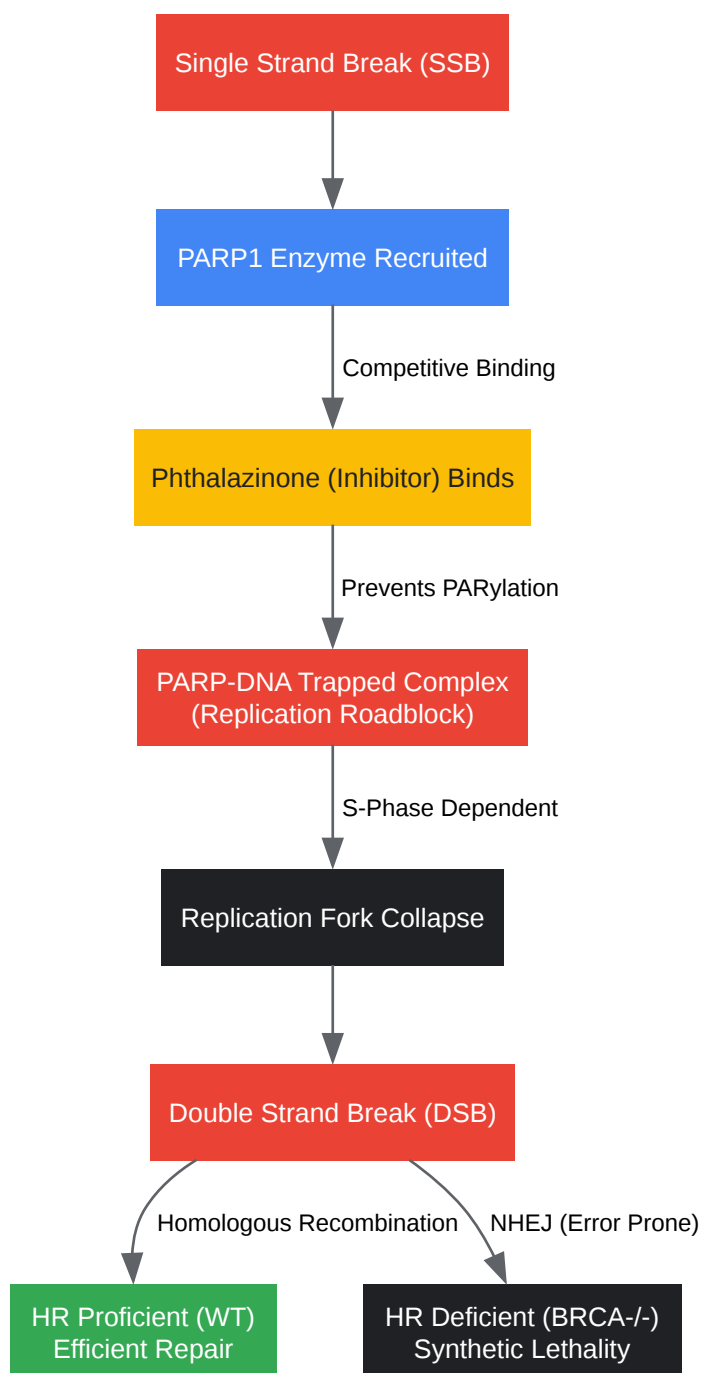 Single Strand Break (SSB)
PARP1 Enzyme Recruited
Competitive Binding
Phthalazinone (Inhibitor) Binds
Prevents PARylation
PARP-DNA Trapped Complex
(Replication Roadblock)
S-Phase Dependent
Replication Fork Collapse
Double Strand Break (DSB)
Homologous Recombination
NHEJ (Error Prone)
HR Proficient (WT)
Efficient Repair
HR Deficient (BRCA-/-)
Synthetic Lethality